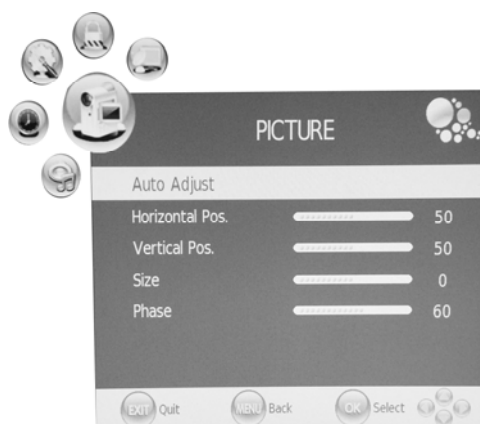 PICTURE
Auto Adjust
Horizontal Pos. 50
Vertical Pos. 50
Size 0
Phase 60
EXIT Quit MENU Back OK Select